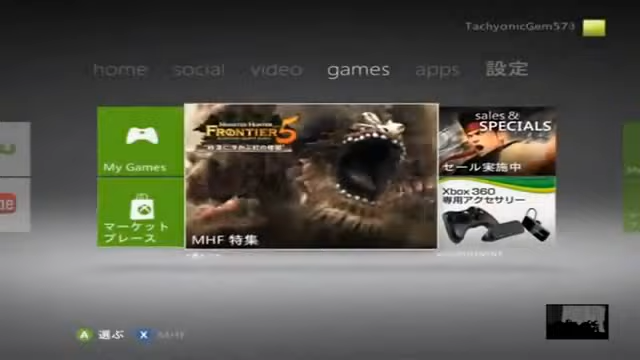 TachyonicGem573
home social video games apps 設定
My Games
マーケット
プレース
MONSTER HUNTER
FRONTIER 5
MHF 特集
sales &
SPECIALS
セール実施中
Xbox 360
専用アクセサリー
A 選ぶ X MHF